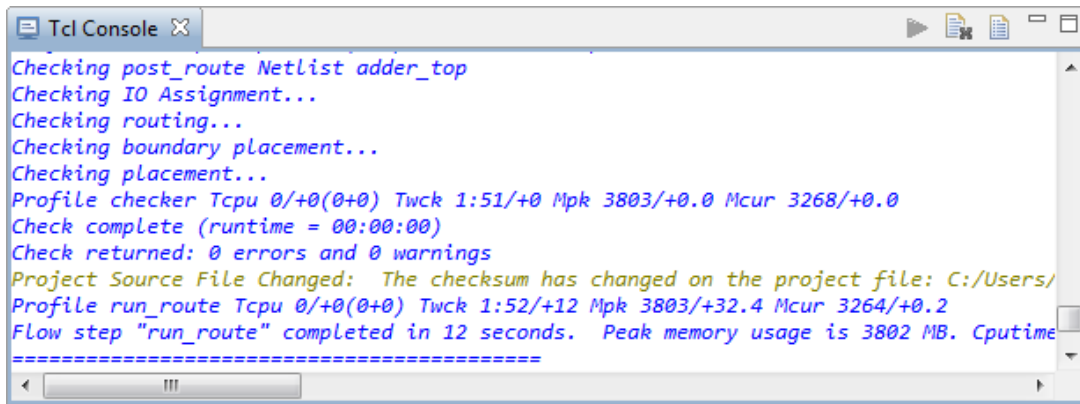 Tcl Console
Checking post_route Netlist adder_top
Checking IO Assignment...
Checking routing...
Checking boundary placement...
Checking placement...
Profile checker Tcpu 0/+0(0+0) Twck 1:51/+0 Mpk 3803/+0.0 Mcur 3268/+0.0
Check complete (runtime = 00:00:00)
Check returned: 0 errors and 0 warnings
Project Source File Changed:  The checksum has changed on the project file: C:/Users/
Profile run_route Tcpu 0/+0(0+0) Twck 1:52/+12 Mpk 3803/+32.4 Mcur 3264/+0.2
Flow step "run_route" completed in 12 seconds.  Peak memory usage is 3802 MB. Cputime
===========================================